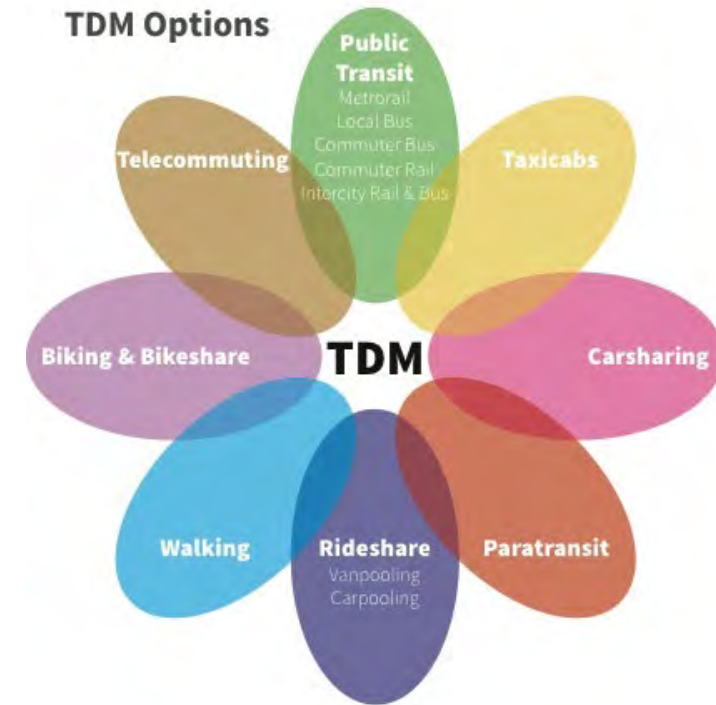 TDM Options
Public
Transit
Metrorail
Local Bus
Commuter Bus
Commuter Rail
Intercity Rail & Bus
Telecommuting
Taxicabs
Biking & Bikeshare
TDM
Carsharing
Walking
Rideshare
Vanpooling
Carpooling
Paratransit